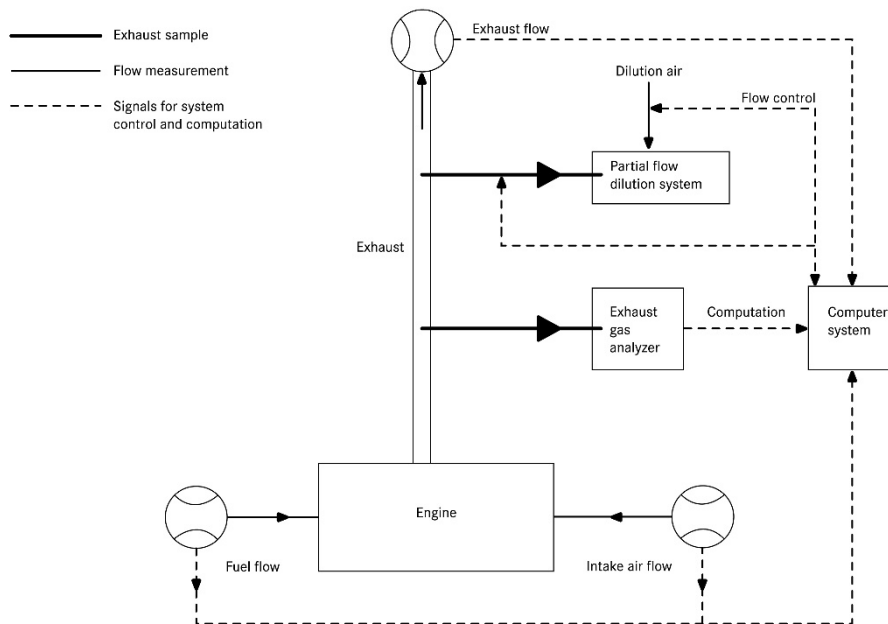 Exhaust sample
Flow measurement
Signals for system
control and computation
Exhaust flow
Dilution air
Flow control
Partial flow
dilution system
Exhaust
Exhaust
gas
analyzer
Computation
Computer
system
Engine
Fuel flow
Intake air flow